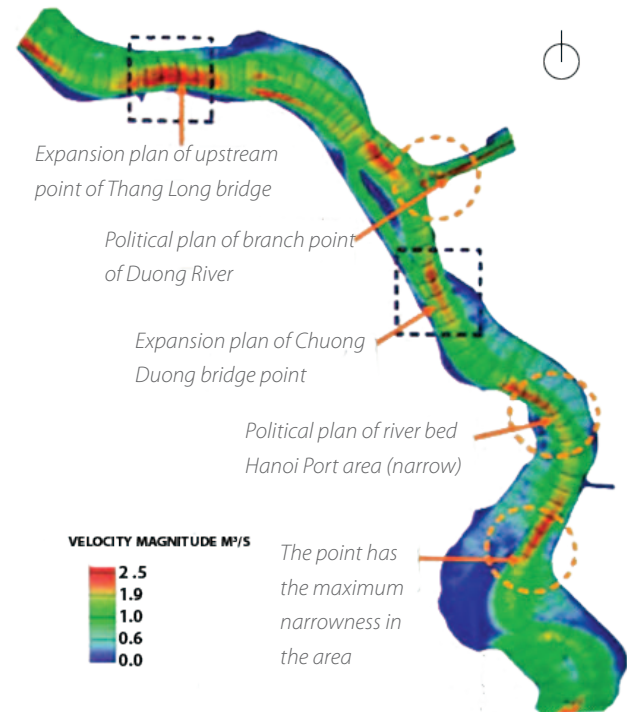 Expansion plan of upstream
point of Thang Long bridge
Political plan of branch point
of Duong River
Expansion plan of Chuong
Duong bridge point
Political plan of river bed
Hanoi Port area (narrow)
VELOCITY MAGNITUDE M³/S
2.5
1.9
1.0
0.6
0.0
The point has
the maximum
narrowness in
the area